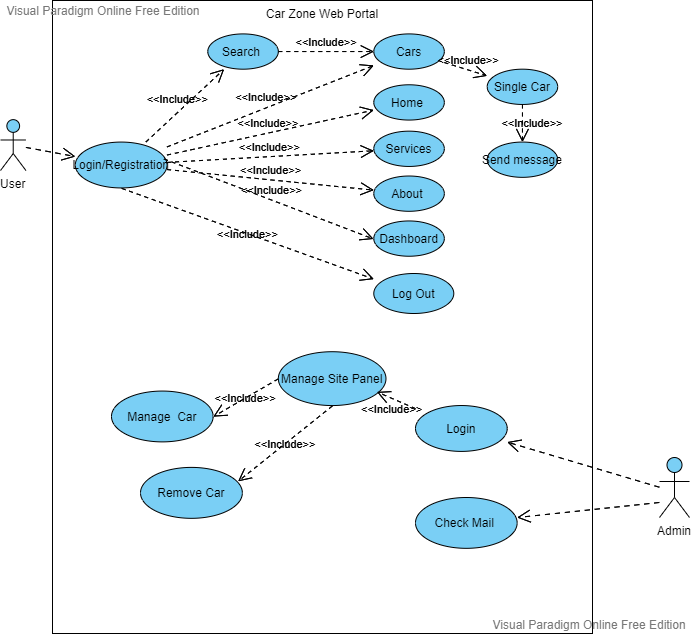 Visual Paradigm Online Free Edition
Car Zone Web Portal
Search
<<Include>>
Cars
<<Include>>
Single Car
<<Include>>
<<Include>>
Home
<<Include>>
<<Include>>
User
Login/Registration
<<Include>>
Services
Send message
<<Include>>
About
<<Include>>
Dashboard
<<Include>>
Log Out
Manage Site Panel
<<Include>>
Manage  Car
<<Include>>
Login
<<Include>>
Remove Car
Check Mail
Admin
Visual Paradigm Online Free Edition